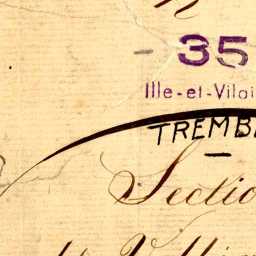 - 35
Ille-et-Vilai
TREMB
Sectio